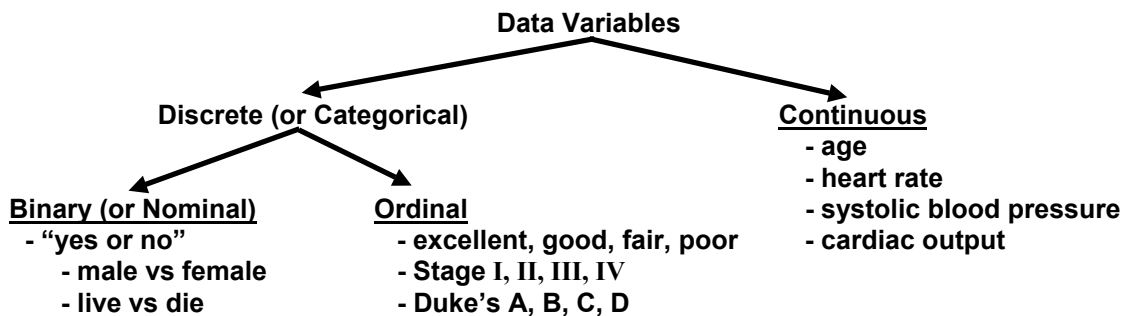 Data Variables
Discrete (or Categorical)
Continuous
- age
- heart rate
- systolic blood pressure
- cardiac output
Binary (or Nominal)
- “yes or no”
- male vs female
- live vs die
Ordinal
- excellent, good, fair, poor
- Stage I, II, III, IV
- Duke’s A, B, C, D